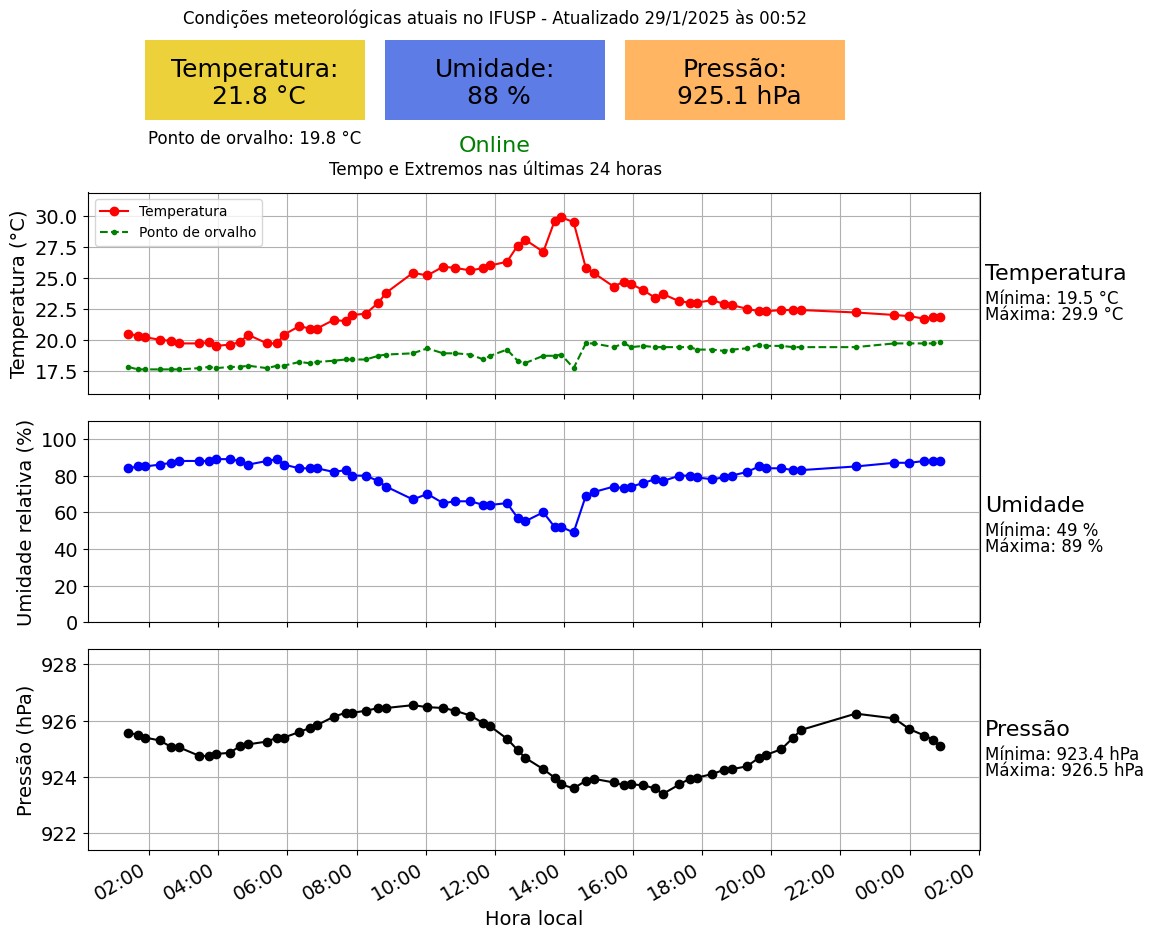 Condições meteorológicas atuais no IFUSP - Atualizado 29/1/2025 às 00:52
Temperatura:
21.8 °C
Umidade:
88 %
Pressão:
925.1 hPa
Ponto de orvalho: 19.8 °C
Online
Tempo e Extremos nas últimas 24 horas
Temperatura (°C)
30.0
27.5
25.0
22.5
20.0
17.5
Temperatura
Ponto de orvalho
Temperatura
Mínima: 19.5 °C
Máxima: 29.9 °C
Umidade relativa (%)
100
80
60
40
20
0
Umidade
Mínima: 49 %
Máxima: 89 %
Pressão (hPa)
928
926
924
922
Pressão
Mínima: 923.4 hPa
Máxima: 926.5 hPa
02:00
04:00
06:00
08:00
10:00
12:00
14:00
16:00
18:00
20:00
22:00
00:00
02:00
Hora local